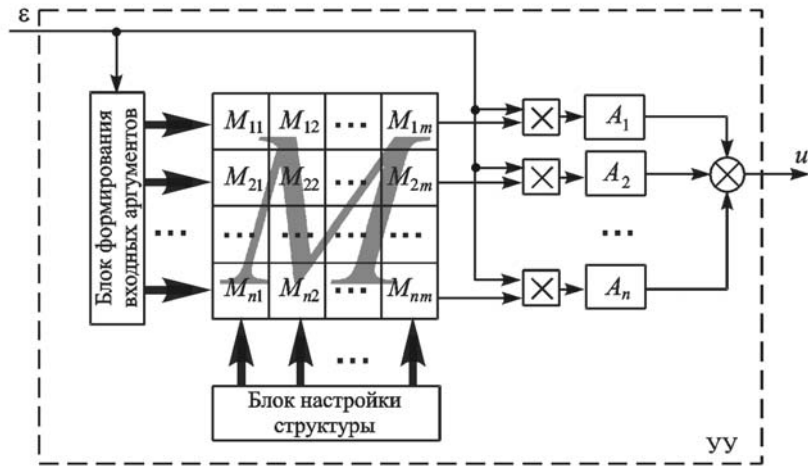 ε
Блок формирования
входных аргументов
M₁₁ M₁₂ ... M₁ₘ
M₂₁ M₂₂ ... M₂ₘ
... ... ... ...
Mₙ₁ Mₙ₂ ... Mₙₘ
M
...
...
Блок настройки
структуры
× A₁
× A₂
...
× Aₙ
u
УУ